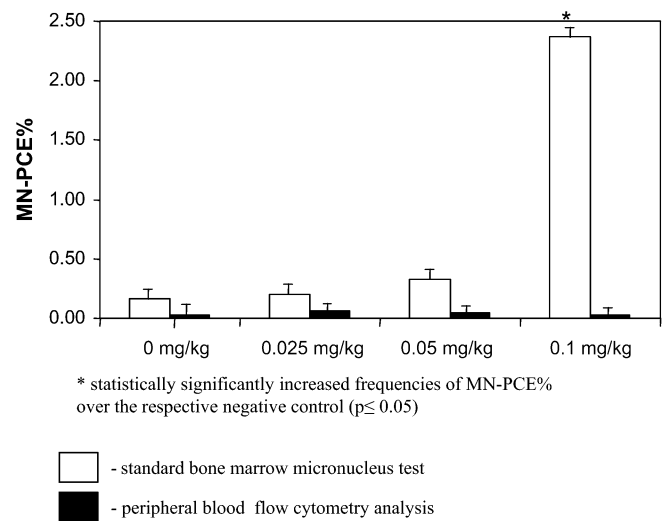 *
2.50
2.00
1.50
1.00
0.50
0.00
MN-PCE%
0 mg/kg 0.025 mg/kg 0.05 mg/kg 0.1 mg/kg
* statistically significantly increased frequencies of MN-PCE%
over the respective negative control (p≤ 0.05)
- standard bone marrow micronucleus test
- peripheral blood flow cytometry analysis